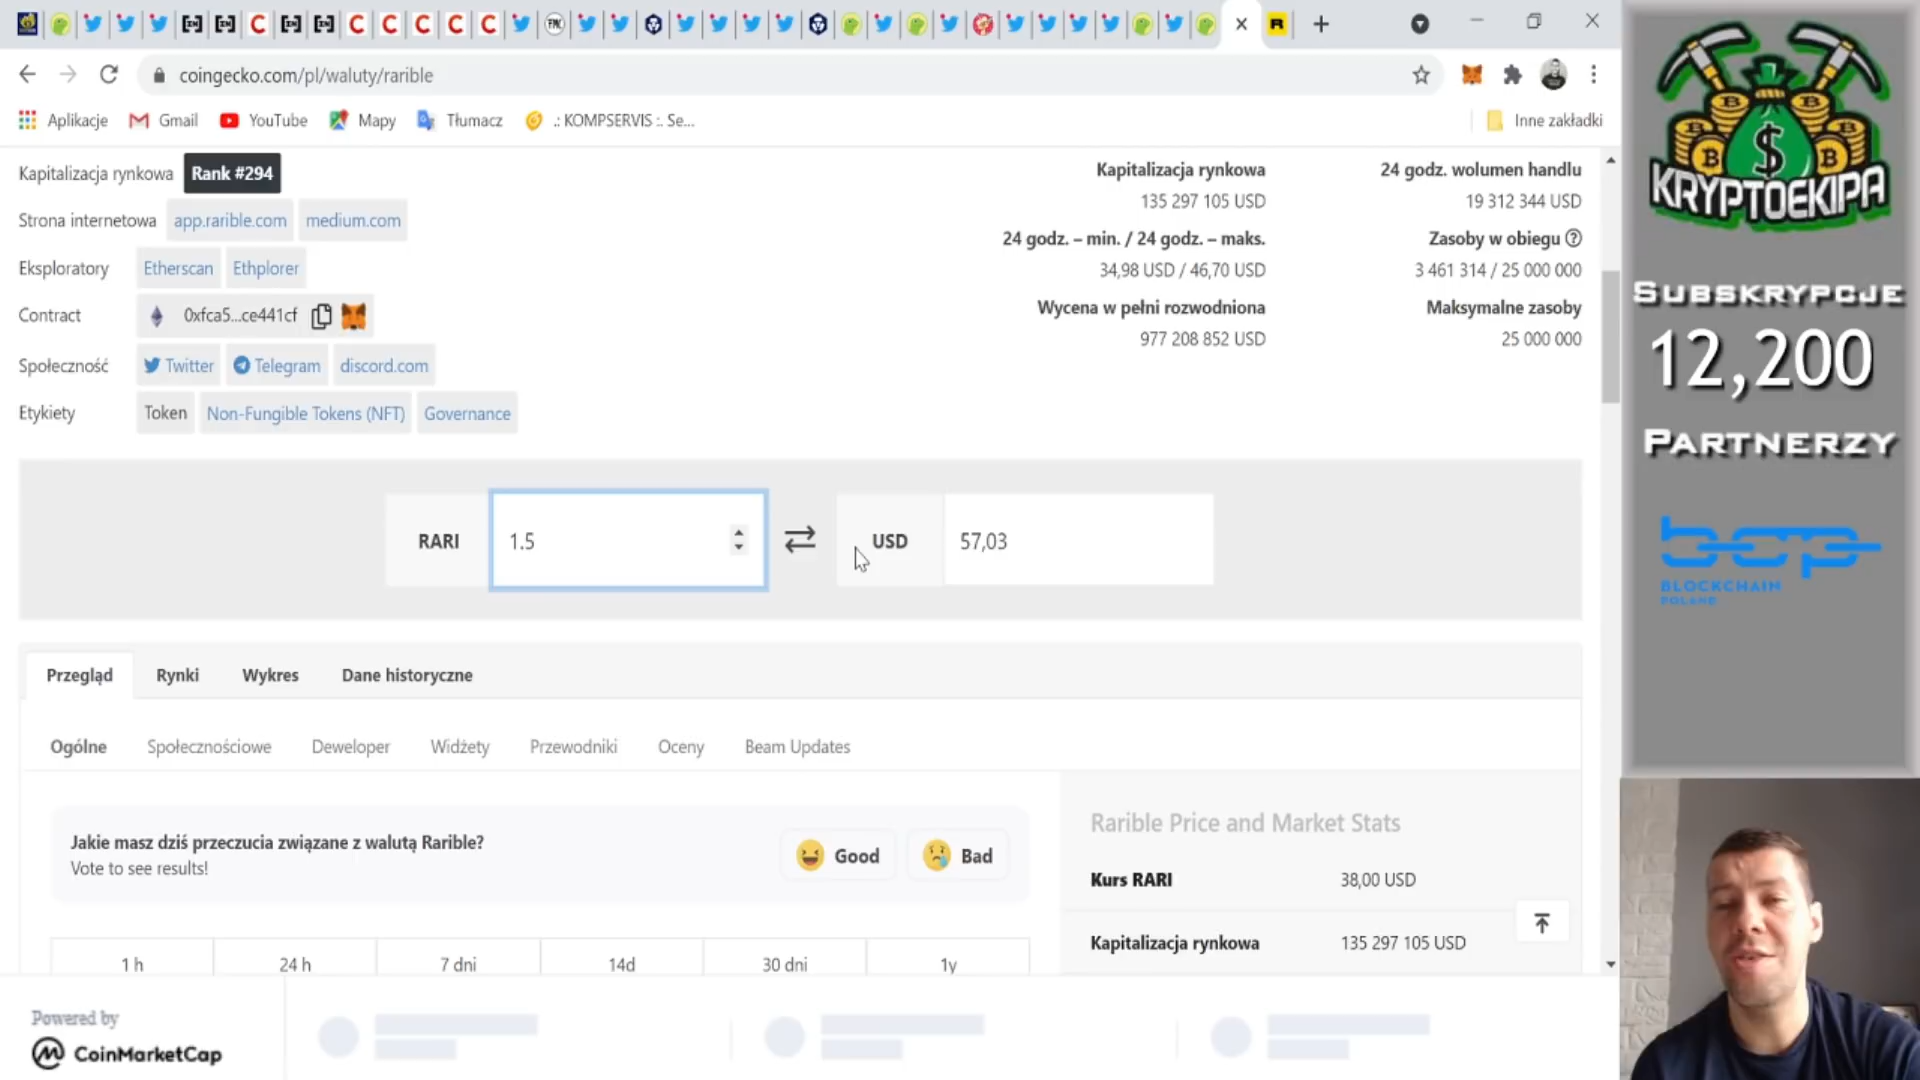 coingecko.com/pl/waluty/rarible
Aplikacje
Gmail
YouTube
Mapy
Tłumacz
.: KOMPSERVIS :. Se...
Inne zakładki
Kapitalizacja rynkowa Rank #294
Strona internetowa app.rarible.com medium.com
Eksploratory Etherscan Ethplorer
Contract 0xfca5...ce441cf
Społeczność Twitter Telegram discord.com
Etykiety Token Non-Fungible Tokens (NFT) Governance
Kapitalizacja rynkowa
135 297 105 USD
24 godz. – min. / 24 godz. – maks.
34,98 USD / 46,70 USD
Wycena w pełni rozwodniona
977 208 852 USD
24 godz. wolumen handlu
19 312 344 USD
Zasoby w obiegu
3 461 314 / 25 000 000
Maksymalne zasoby
25 000 000
RARI 1.5 USD 57,03
Przegląd Rynki Wykres Dane historyczne
Ogólne Społecznościowe Deweloper Widżety Przewodniki Oceny Beam Updates
Jakie masz dziś przeczucia związane z walutą Rarible?
Vote to see results!
Good
Bad
1 h 24 h 7 dni 14d 30 dni 1y
Rarible Price and Market Stats
Kurs RARI 38,00 USD
Kapitalizacja rynkowa 135 297 105 USD
Powered by
CoinMarketCap
KRYPTOEKIPA
SUBSKRYPCJE
12,200
PARTNERZY
bcp
BLOCKCHAIN
POLAND